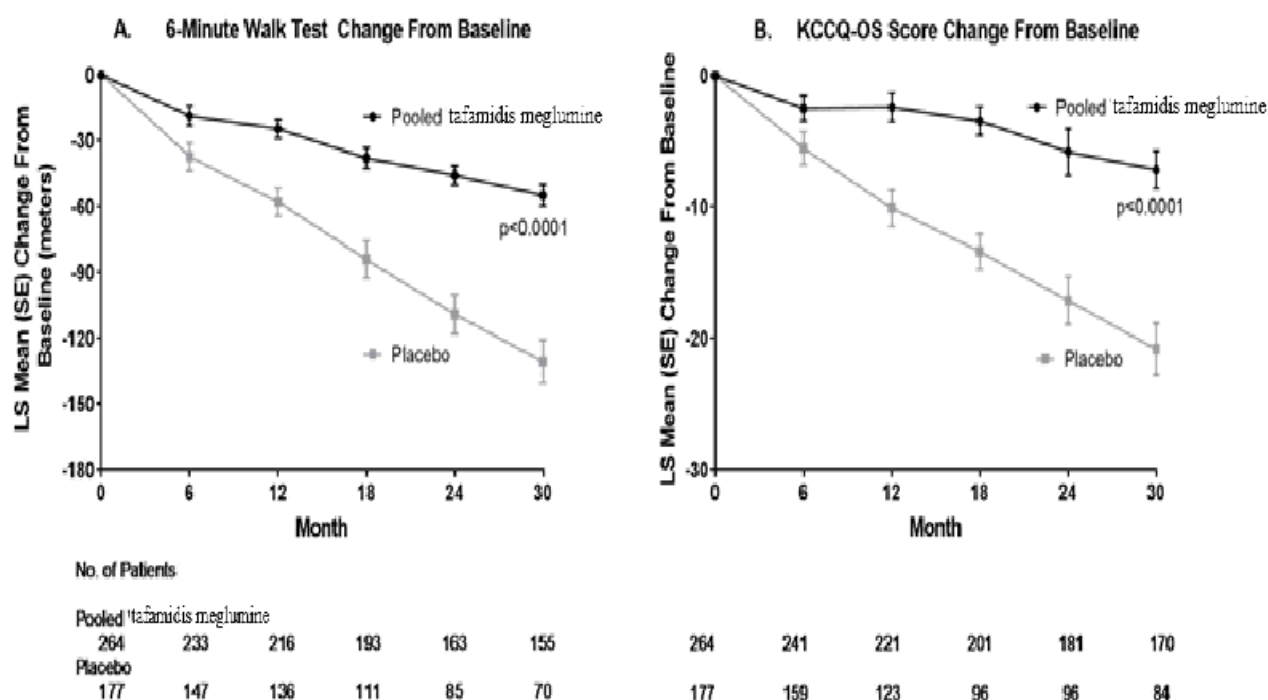 A. 6-Minute Walk Test Change From Baseline
LS Mean (SE) Change From
Baseline (meters)
0
-30
-60
-90
-120
-150
-180
Pooled tafamidis meglumine
p<0.0001
Placebo
0 6 12 18 24 30
Month
B. KCCQ-OS Score Change From Baseline
LS Mean (SE) Change From Baseline
0
-10
-20
-30
Pooled tafamidis meglumine
p<0.0001
Placebo
0 6 12 18 24 30
Month
No. of Patients
Pooled tafamidis meglumine
264 233 216 193 163 155 264 241 221 201 181 170
Placebo
177 147 136 111 85 70 177 159 123 96 96 84